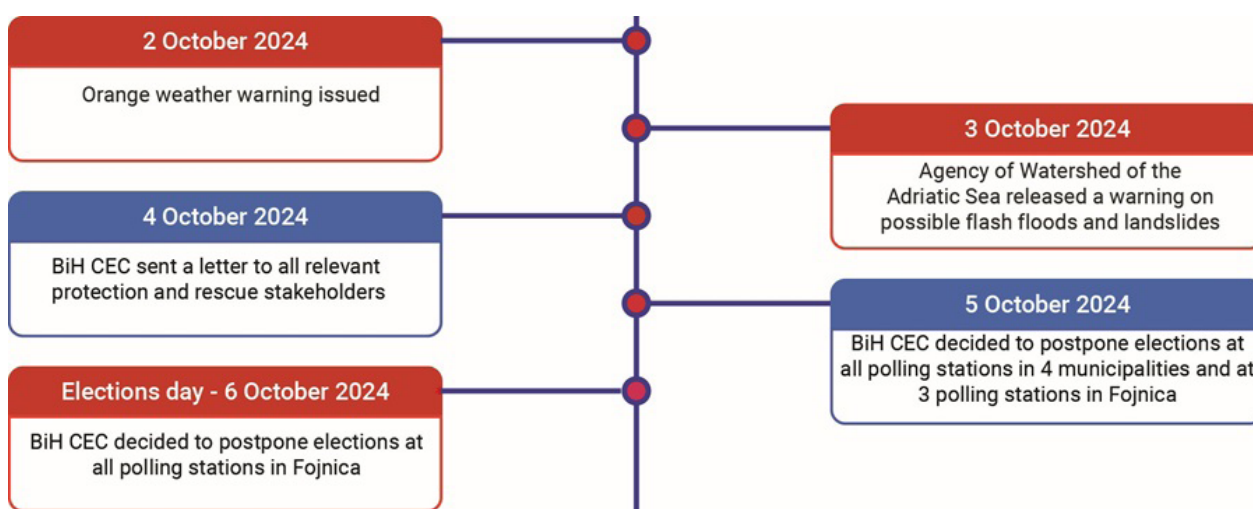 2 October 2024
Orange weather warning issued
3 October 2024
Agency of Watershed of the
Adriatic Sea released a warning on
possible flash floods and landslides
4 October 2024
BiH CEC sent a letter to all relevant
protection and rescue stakeholders
5 October 2024
BiH CEC decided to postpone elections at
all polling stations in 4 municipalities and at
3 polling stations in Fojnica
Elections day - 6 October 2024
BiH CEC decided to postpone elections at
all polling stations in Fojnica